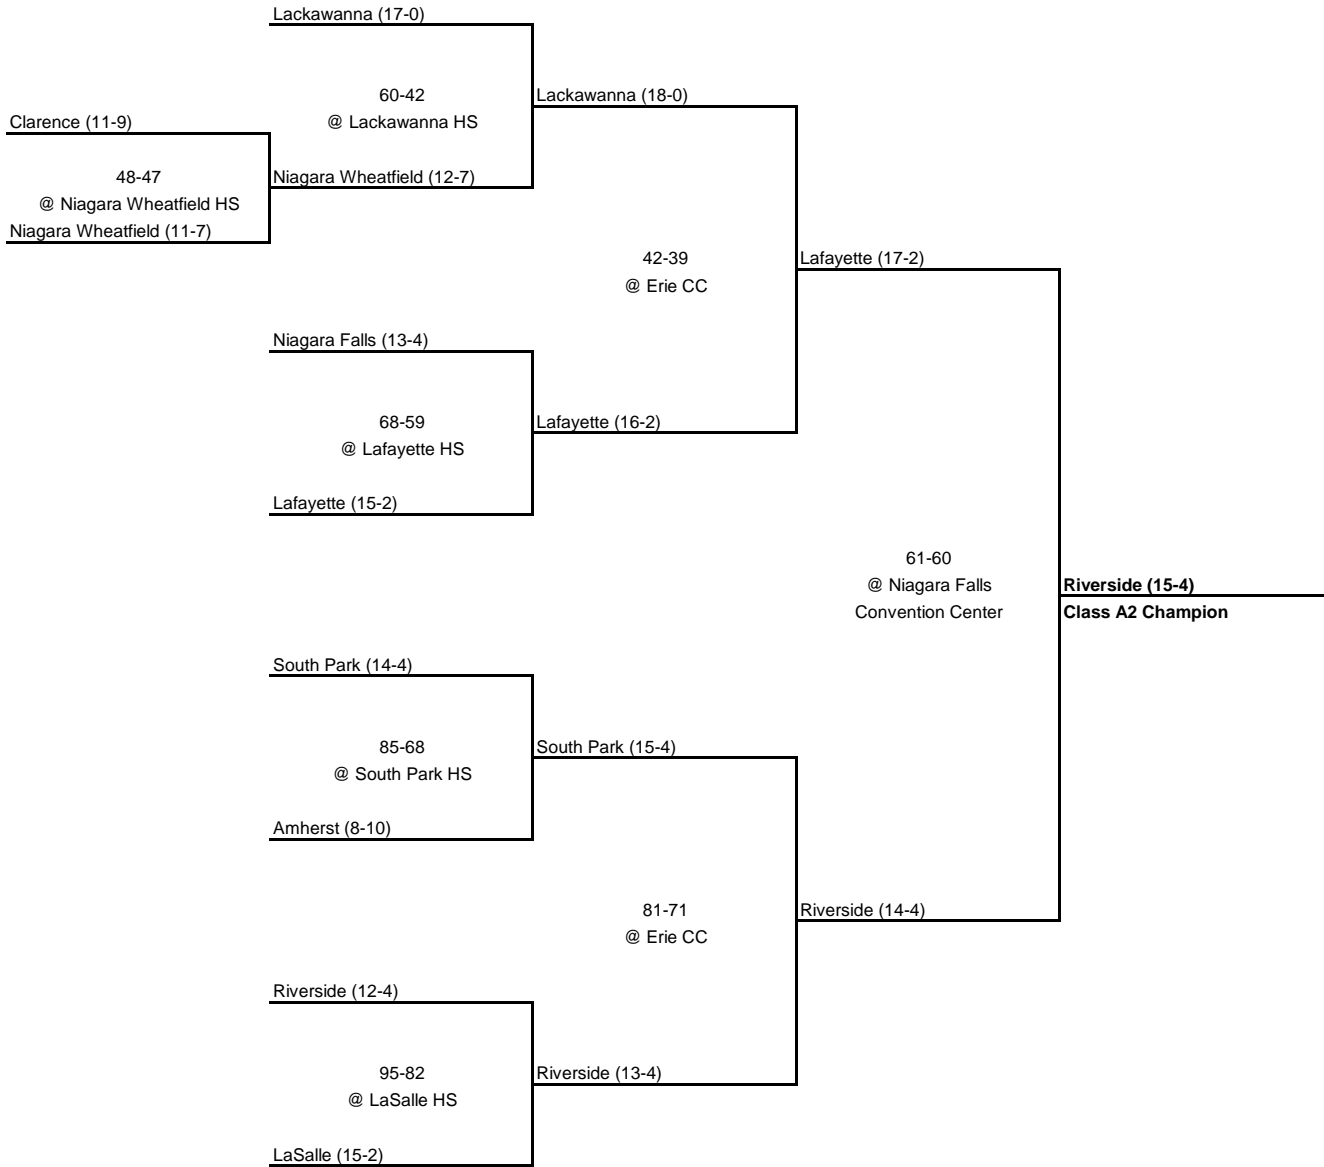 Lackawanna (17-0)
60-42
@ Lackawanna HS
Lackawanna (18-0)
Clarence (11-9)
48-47
@ Niagara Wheatfield HS
Niagara Wheatfield (12-7)
Niagara Wheatfield (11-7)
42-39
@ Erie CC
Lafayette (17-2)
Niagara Falls (13-4)
68-59
@ Lafayette HS
Lafayette (16-2)
Lafayette (15-2)
61-60
@ Niagara Falls
Convention Center
Riverside (15-4)
Class A2 Champion
South Park (14-4)
85-68
@ South Park HS
South Park (15-4)
Amherst (8-10)
81-71
@ Erie CC
Riverside (14-4)
Riverside (12-4)
95-82
@ LaSalle HS
Riverside (13-4)
LaSalle (15-2)